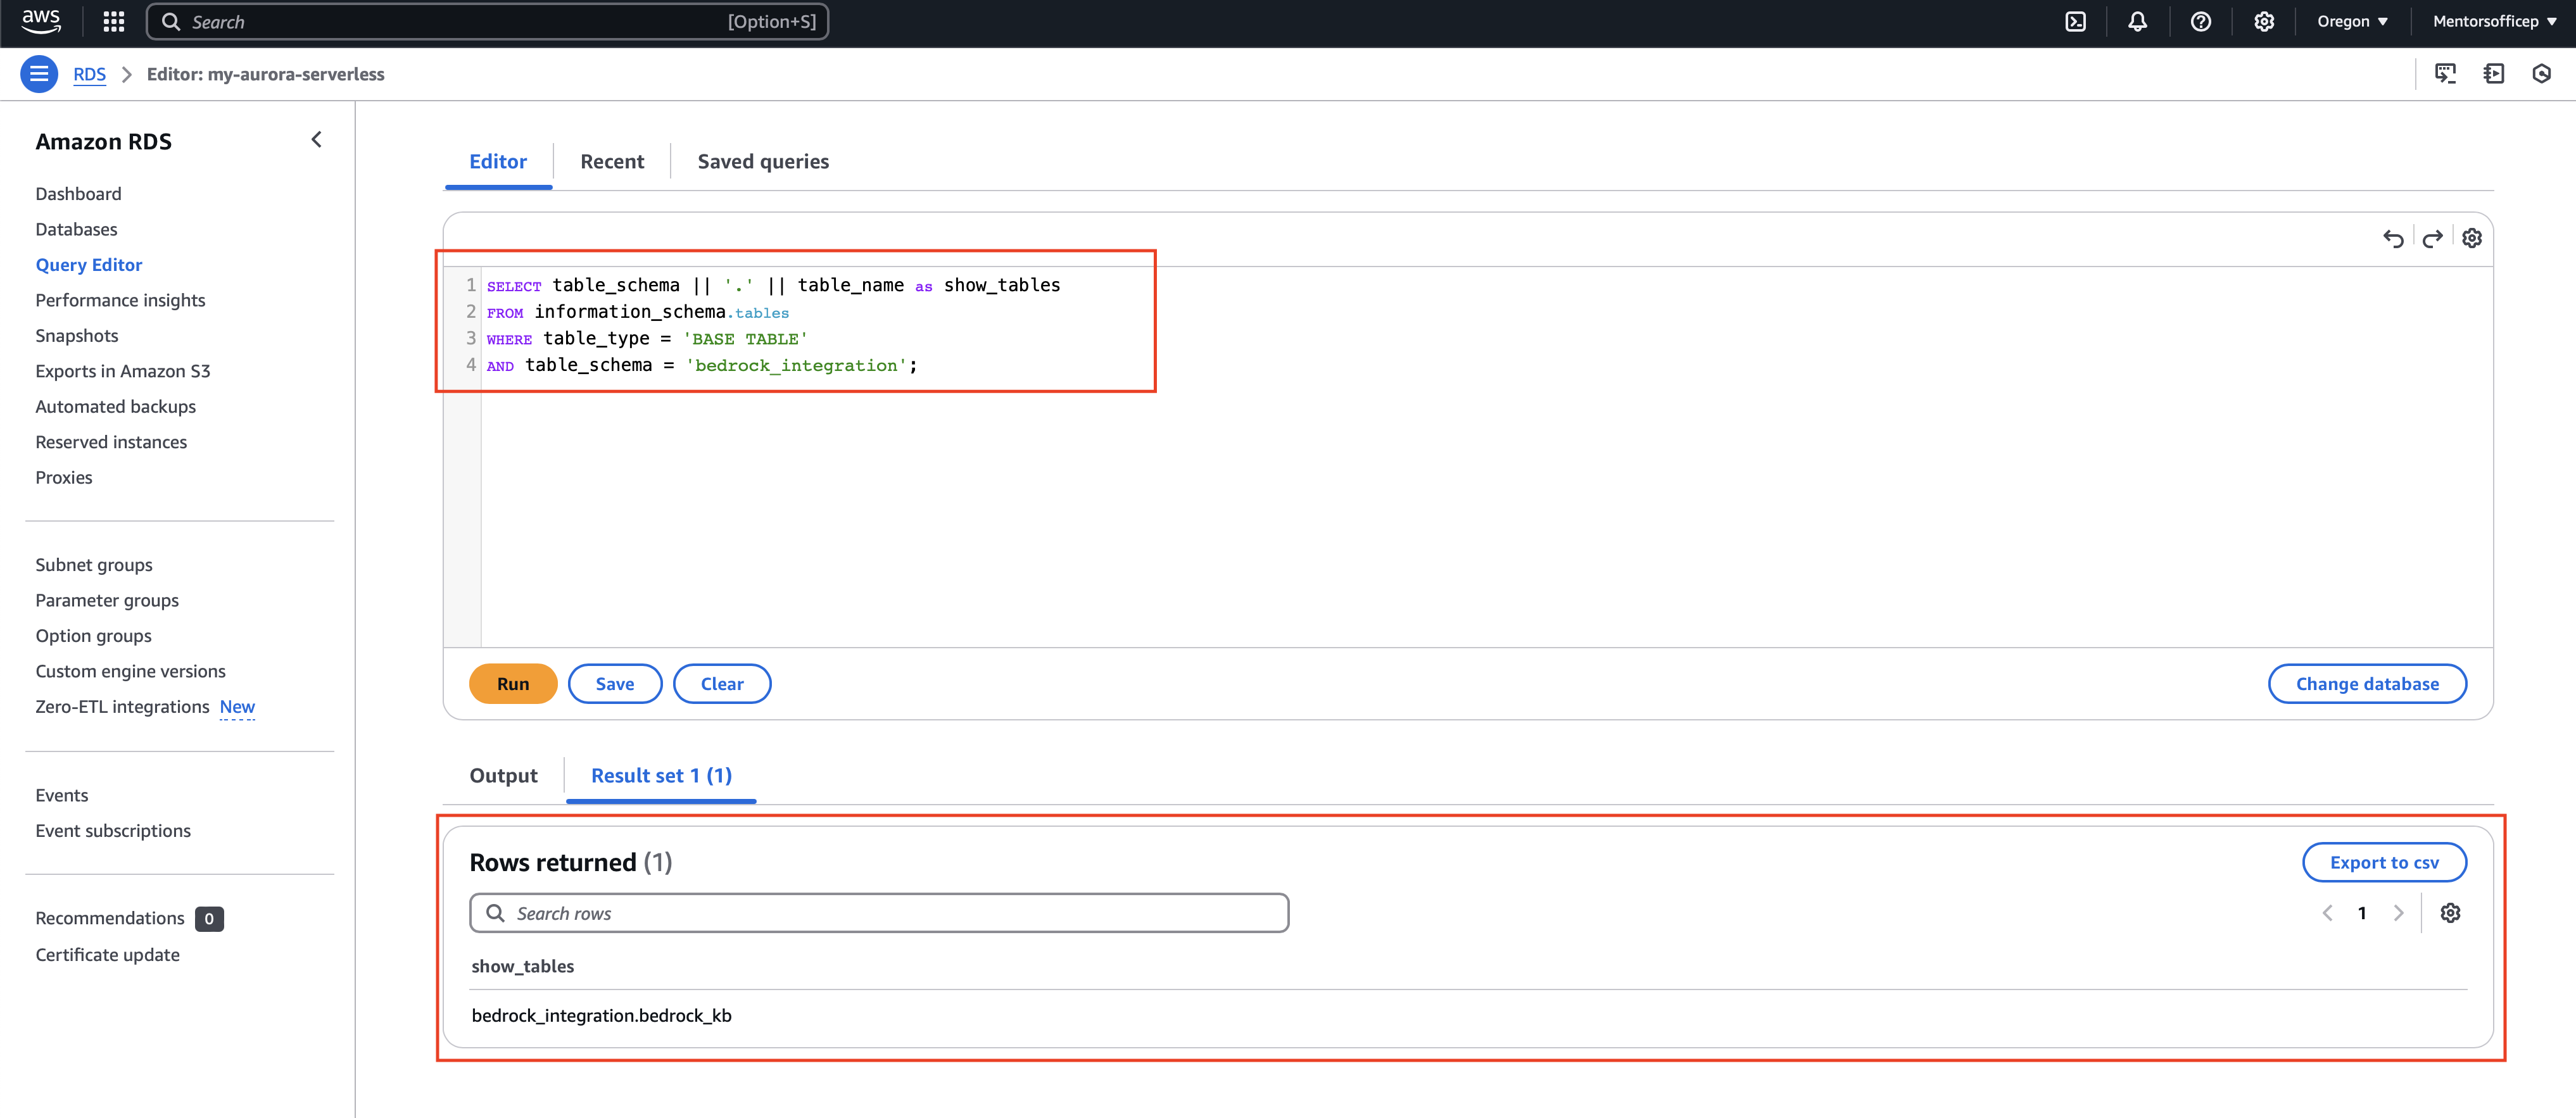 aws
Search
[Option+S]
Oregon ▼
Mentorsofficep ▼
RDS > Editor: my-aurora-serverless
Amazon RDS
Dashboard
Databases
Query Editor
Performance insights
Snapshots
Exports in Amazon S3
Automated backups
Reserved instances
Proxies
Subnet groups
Parameter groups
Option groups
Custom engine versions
Zero-ETL integrations New
Events
Event subscriptions
Recommendations 0
Certificate update
Editor
Recent
Saved queries
1 SELECT table_schema || '.' || table_name as show_tables
2 FROM information_schema.tables
3 WHERE table_type = 'BASE TABLE'
4 AND table_schema = 'bedrock_integration';
Run
Save
Clear
Change database
Output
Result set 1 (1)
Rows returned (1)
Export to csv
Search rows
1
show_tables
bedrock_integration.bedrock_kb